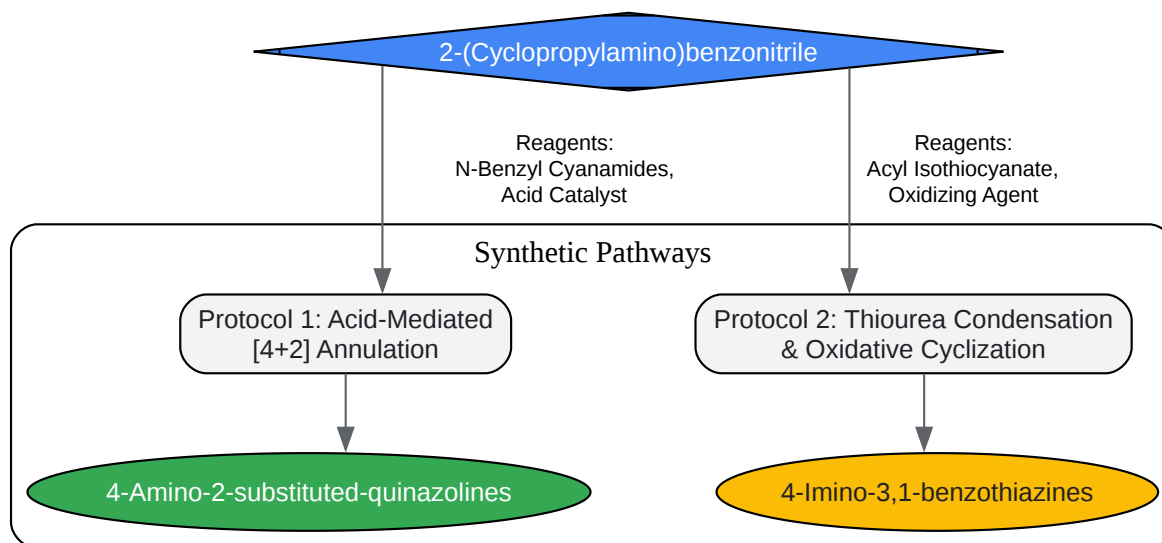 2-(Cyclopropylamino)benzonitrile
Reagents:
N-Benzyl Cyanamides,
Acid Catalyst
Reagents:
Acyl Isothiocyanate,
Oxidizing Agent
Synthetic Pathways
Protocol 1: Acid-Mediated
[4+2] Annulation
Protocol 2: Thiourea Condensation
& Oxidative Cyclization
4-Amino-2-substituted-quinazolines
4-Imino-3,1-benzothiazines